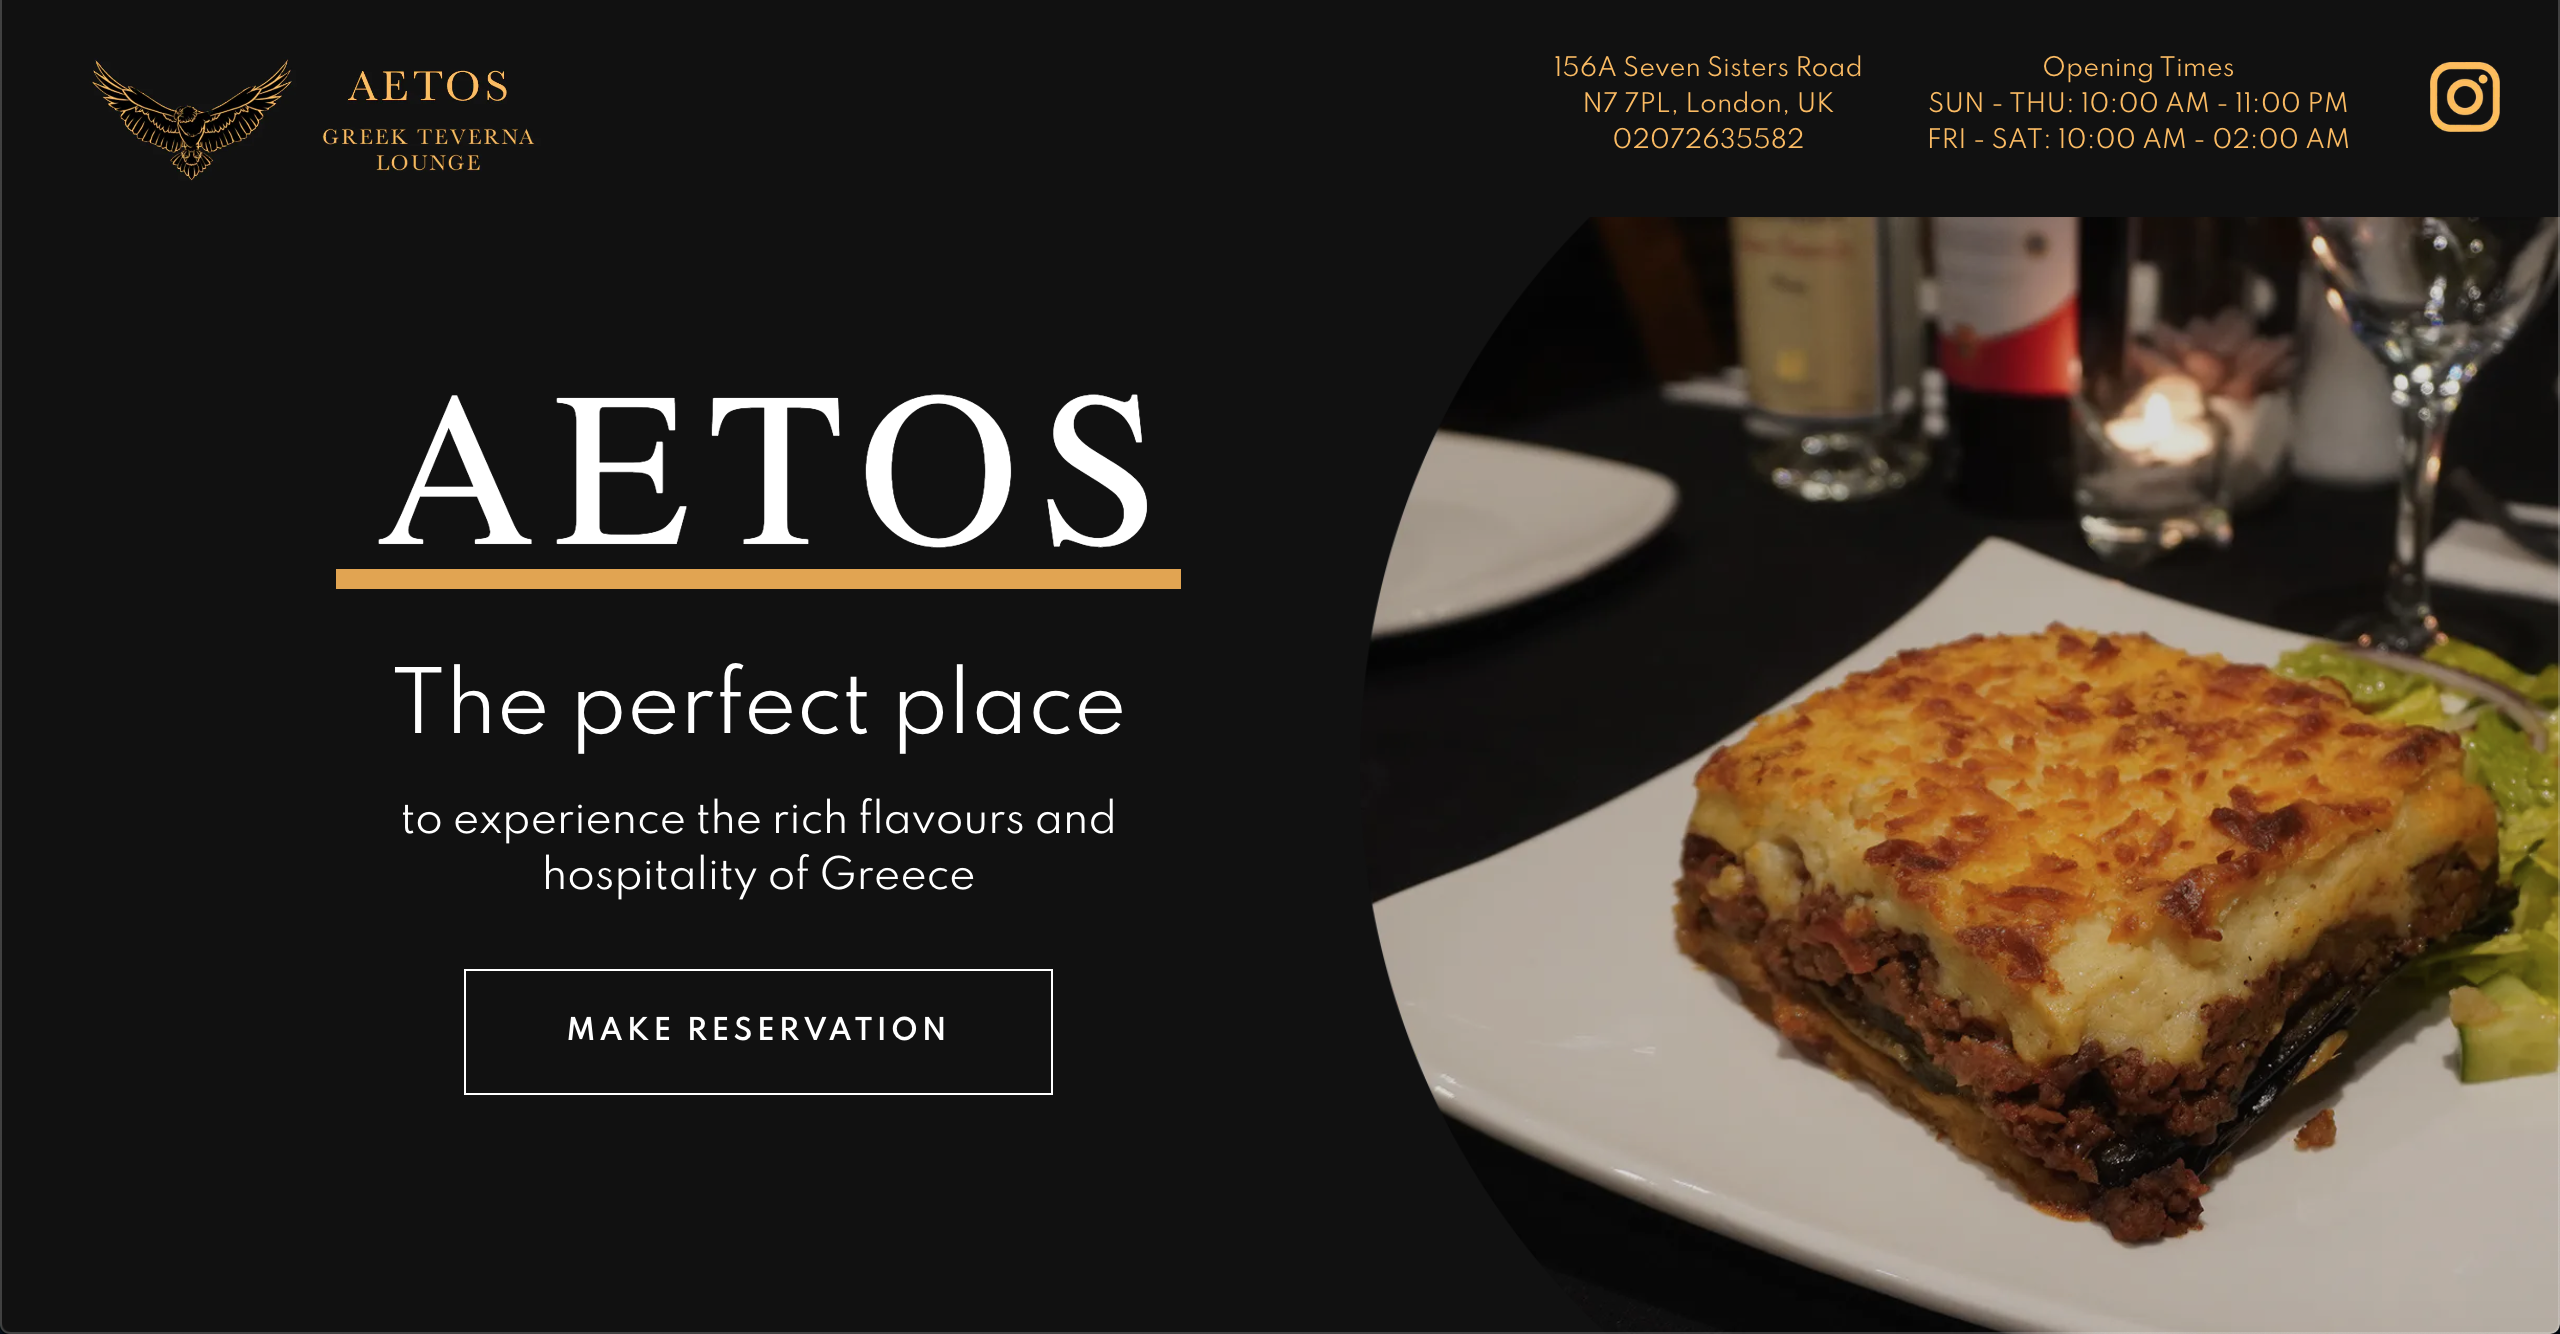 AETOS
GREEK TEVERNA
LOUNGE
156A Seven Sisters Road
N7 7PL, London, UK
02072635582
Opening Times
SUN - THU: 10:00 AM - 11:00 PM
FRI - SAT: 10:00 AM - 02:00 AM
AETOS
The perfect place
to experience the rich flavours and
hospitality of Greece
MAKE RESERVATION